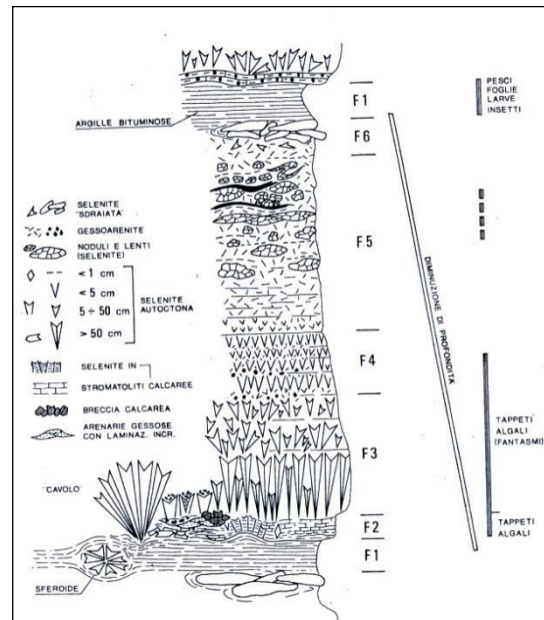 ARGILLE BITUMINOSE
SELENITE
"SDRAIATA"
GESSOARENITE
NODULI E LENTI
(SELENITE)
< 1 cm
< 5 cm
5 ÷ 50 cm
> 50 cm
SELENITE
AUTOCTONA
SELENITE IN
STROMATOLITI CALCAREE
BRECCIA CALCAREA
ARENARIE GESSOSE
CON LAMINAZ. INCR.
"CAVOLO"
SFEROIDE
F1
F6
F5
F4
F3
F2
F1
DIMINUZIONE DI PROFONDITÀ
PESCI
FOGLIE
LARVE
INSETTI
TAPPETI
ALGALI
(FANTASMI)
TAPPETI
ALGALI